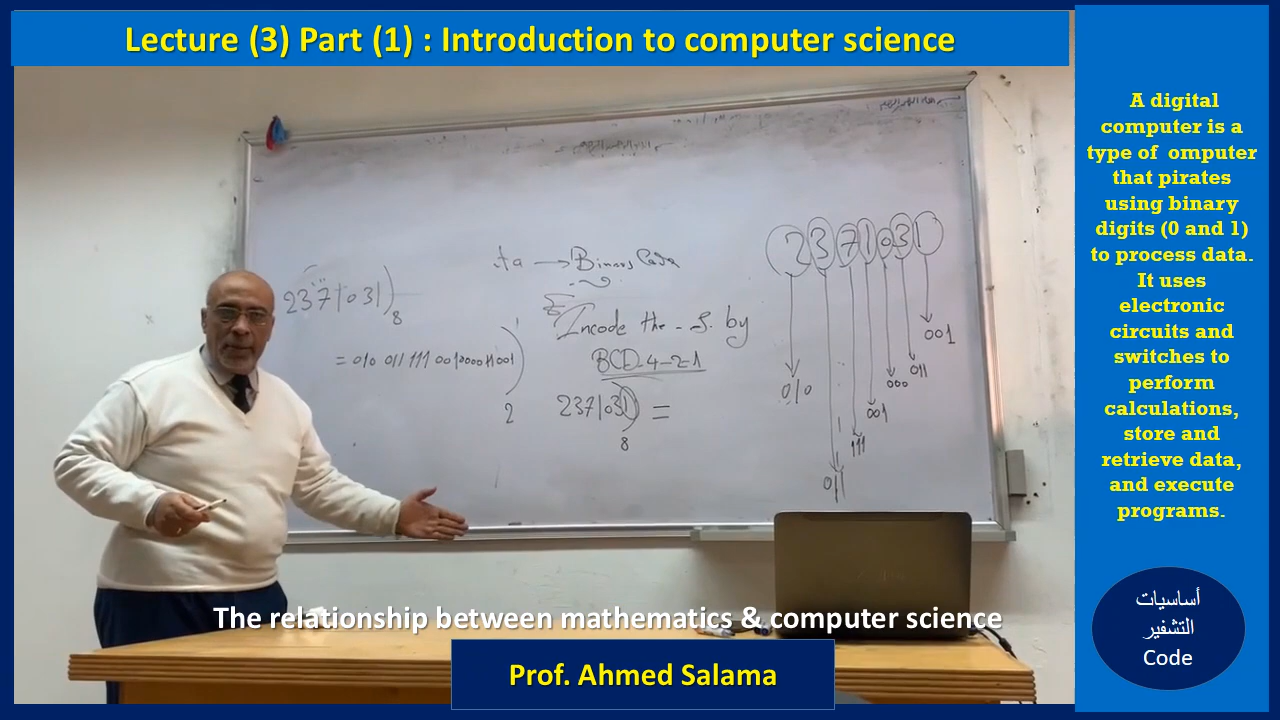 Lecture (3) Part (1) : Introduction to computer science
A digital
computer is a
type of omputer
that pirates
using binary
digits (0 and 1)
to process data.
It uses
electronic
circuits and
switches to
perform
calculations,
store and
retrieve data,
and execute
programs.
أساسيات
التشفير
Code
Binary Code
Incode the - S. by
BCD-4-2-1
2371031)8 =
2371031)8
= 010 011 111 001 000 011 001)2
2 3 7 1 0 3 1
001
011
000
010
001
111
011
The relationship between mathematics & computer science
Prof. Ahmed Salama